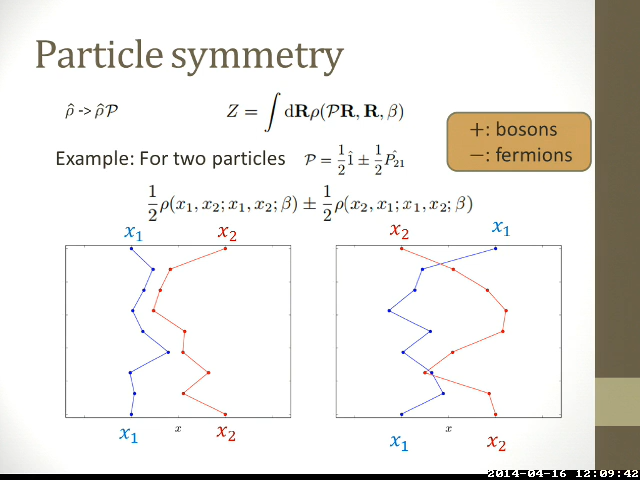 Particle symmetry
ρ̂ -> ρ̂𝒫
Z = ∫ dRρ(𝒫R, R, β)
+: bosons
−: fermions
Example: For two particles 𝒫 = 1/2 1̂ ± 1/2 P̂₂₁
1/2 ρ(x₁, x₂; x₁, x₂; β) ± 1/2 ρ(x₂, x₁; x₁, x₂; β)
x₁ x₂ x₂ x₁
x₁ x x₂ x₁ x x₂
2014-04-16 12:09:42